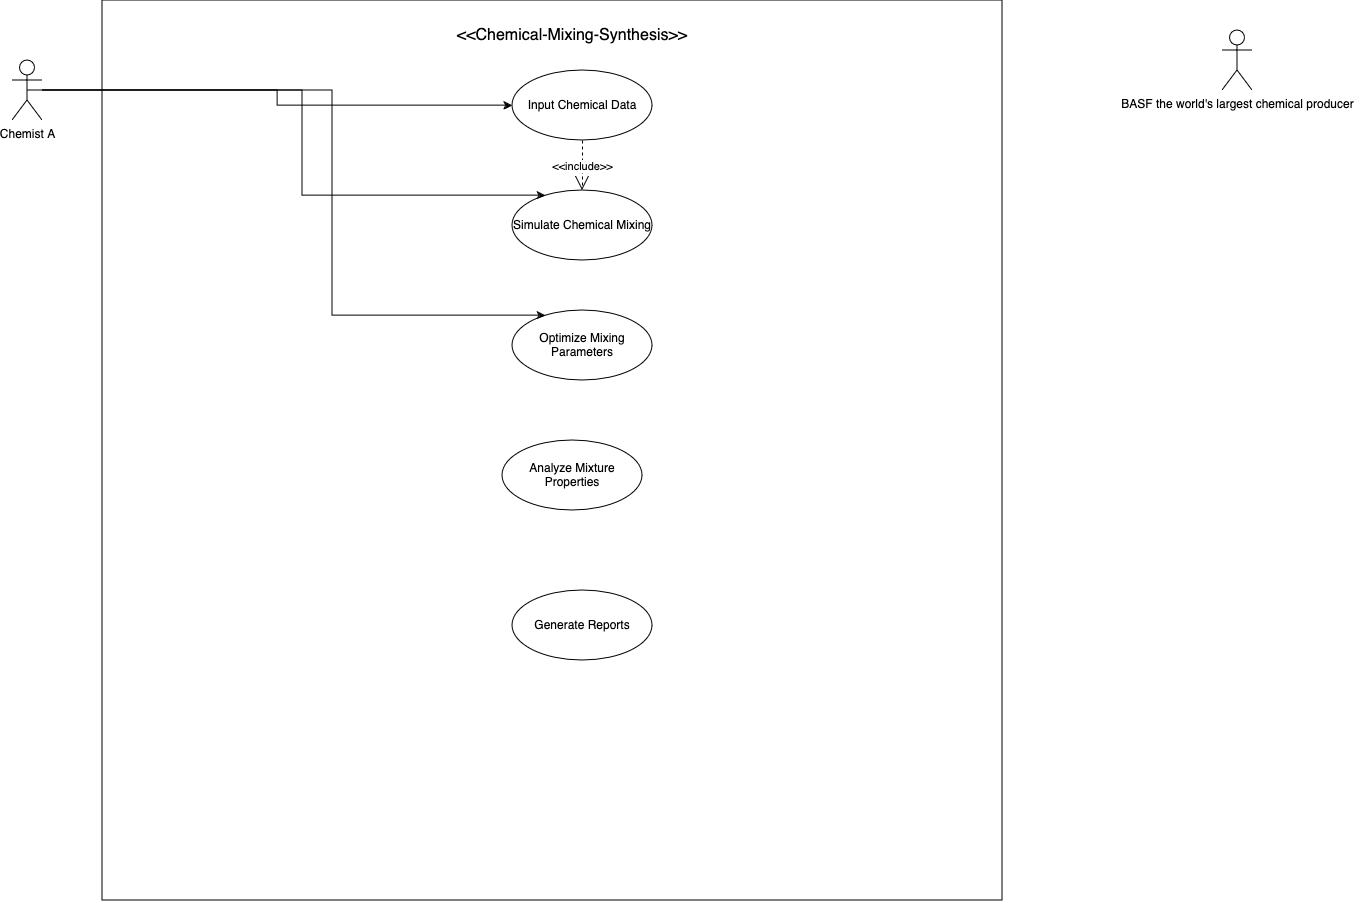 <<Chemical-Mixing-Synthesis>>
Chemist A
BASF the world's largest chemical producer
Input Chemical Data
<<include>>
Simulate Chemical Mixing
Optimize Mixing
Parameters
Analyze Mixture
Properties
Generate Reports